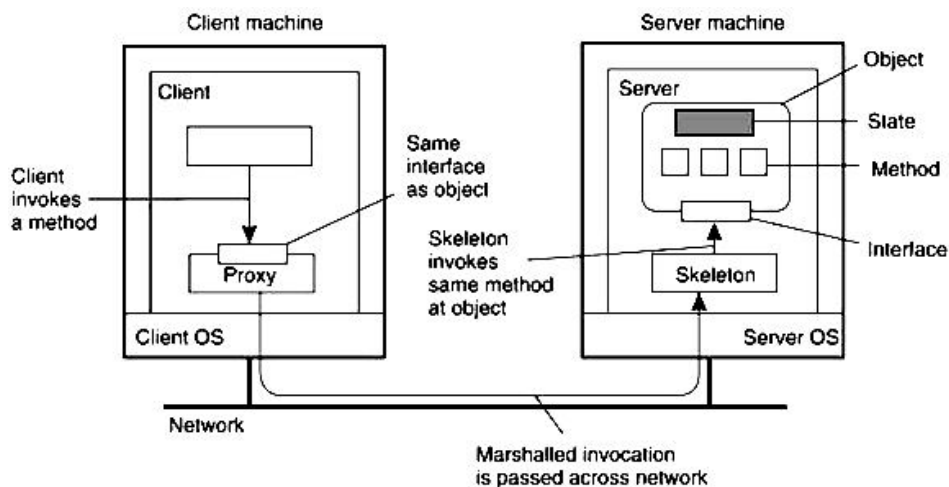 Client machine
Server machine
Client
Server
Object
State
Method
Interface
Client
invokes
a method
Same
interface
as object
Proxy
Skeleton
invokes
same method
at object
Skeleton
Client OS
Server OS
Network
Marshalled invocation
is passed across network